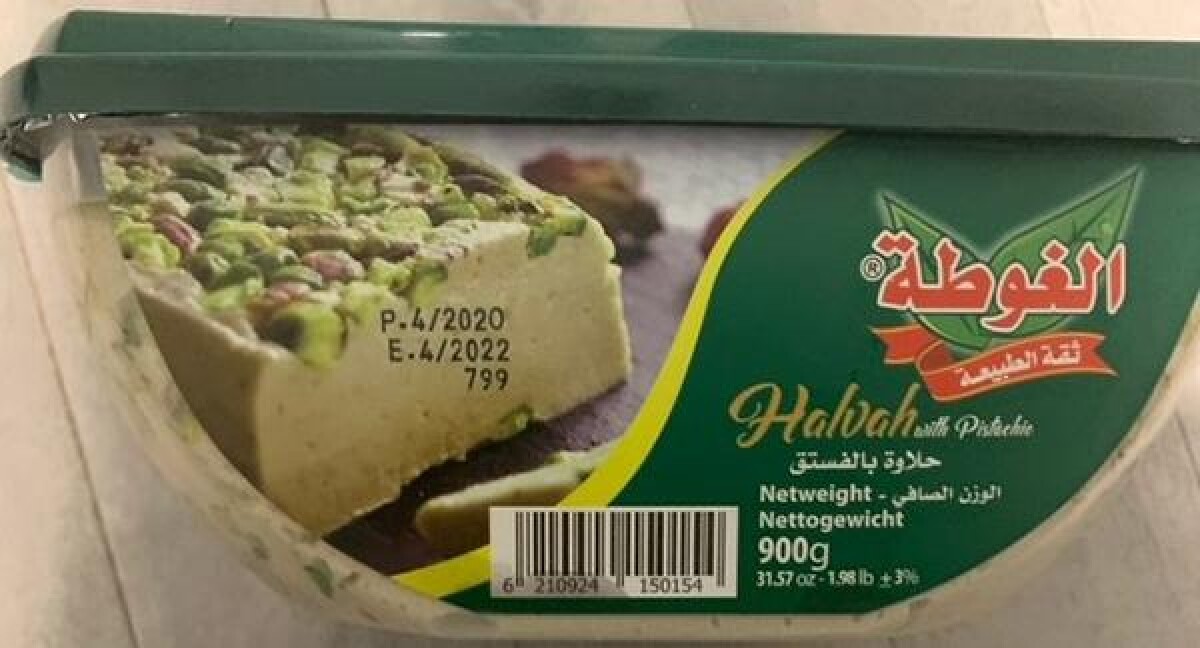 P.4/2020
E.4/2022
799
الغوطة®
ثقة الطبيعة
Halvah with Pistachio
حلاوة بالفستق
Netweight - الوزن الصافي
Nettogewicht
900g
31.57 oz - 1.98 lb ± 3%
6 210924 150154